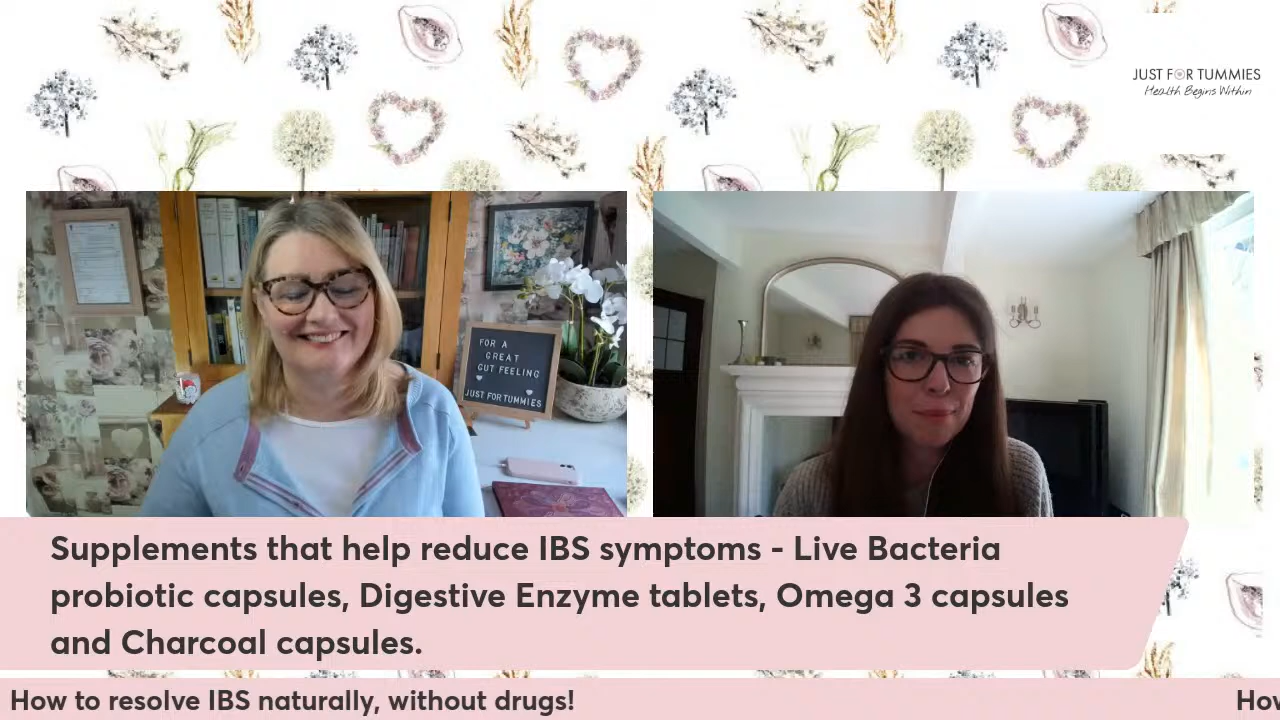 JUST FOR TUMMIES
Health Begins Within
FOR A
GREAT
GUT FEELING
JUST FOR TUMMIES
Supplements that help reduce IBS symptoms - Live Bacteria
probiotic capsules, Digestive Enzyme tablets, Omega 3 capsules
and Charcoal capsules.
How to resolve IBS naturally, without drugs!